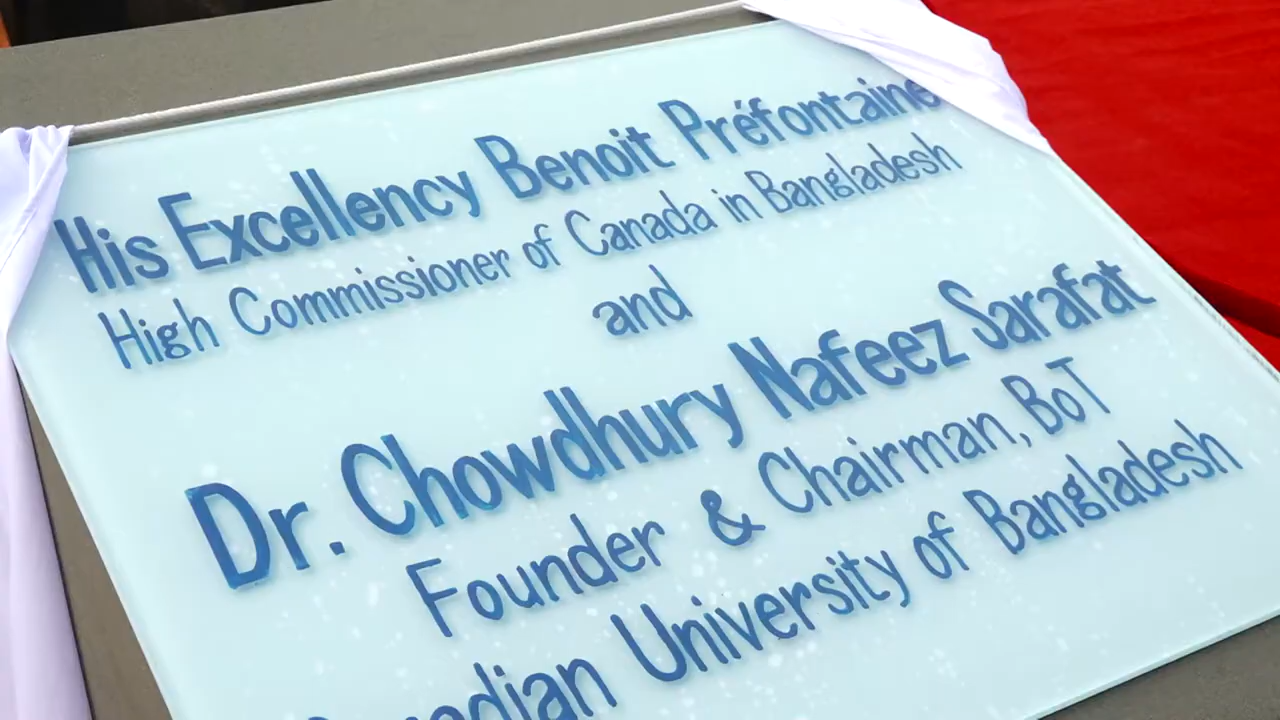 His Excellency Benoit Préfontaine
High Commissioner of Canada in Bangladesh
and
Dr. Chowdhury Nafeez Sarafat
Founder & Chairman, BoT
Canadian University of Bangladesh